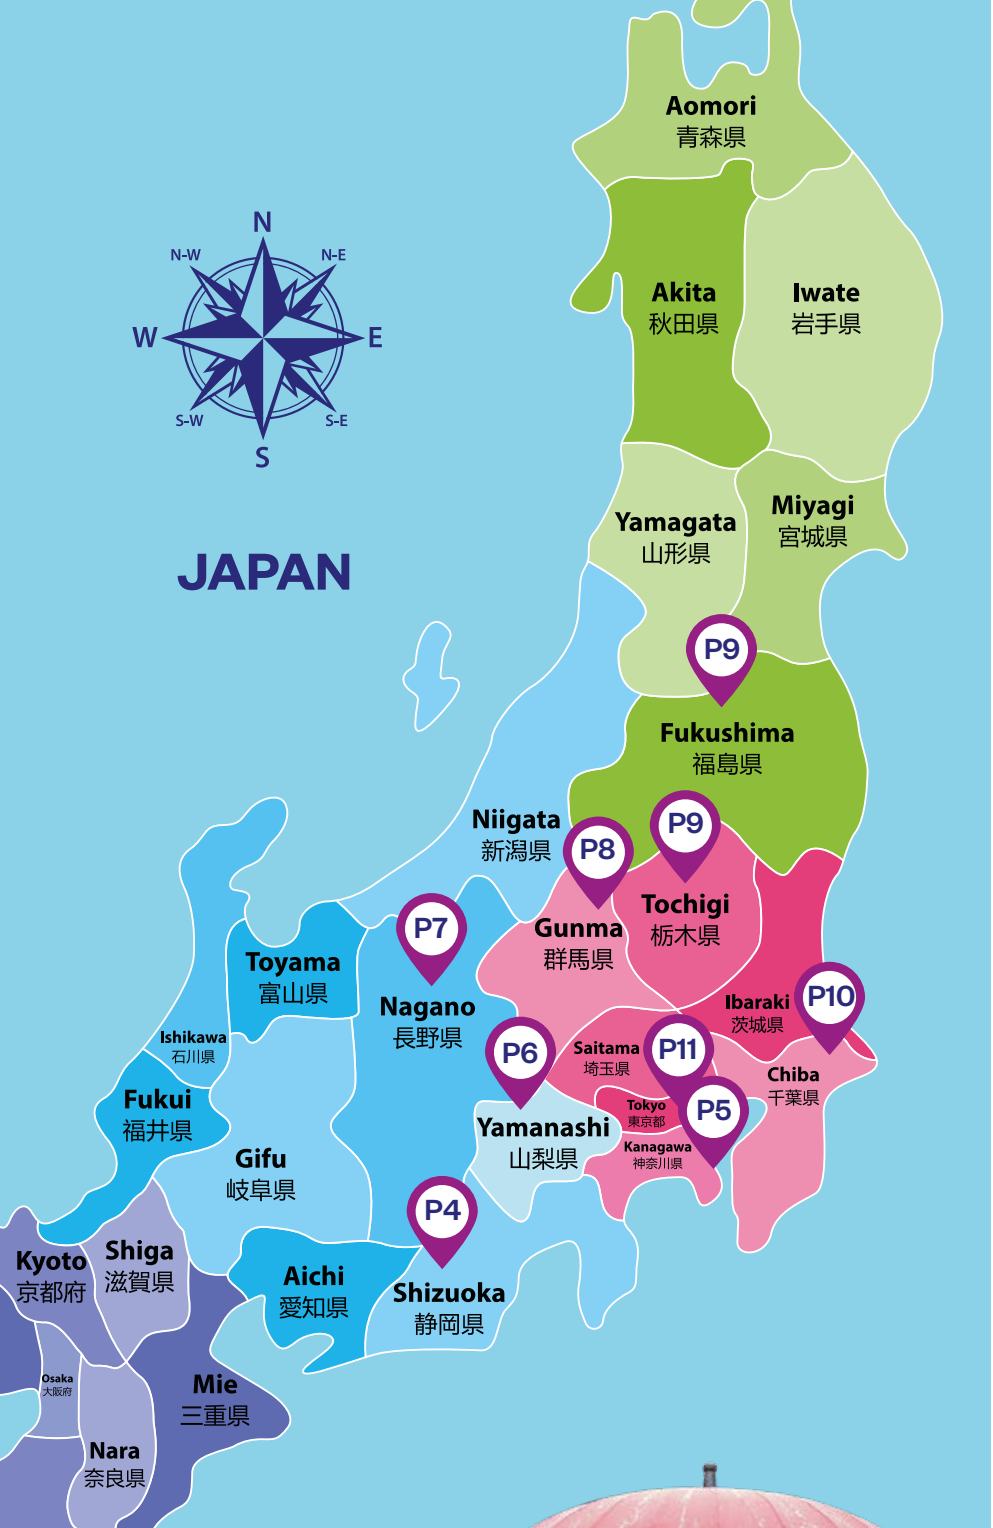 Aomori
青森県
N
N-W
N-E
W
E
S-W
S-E
S
Akita
秋田県
Iwate
岩手県
JAPAN
Yamagata
山形県
Miyagi
宮城県
P9
Fukushima
福島県
Niigata
新潟県
P8
P9
Tochigi
栃木県
Gunma
群馬県
P7
Toyama
富山県
Nagano
長野県
Ibaraki
茨城県
P10
Ishikawa
石川県
P6
Saitama
埼玉県
P11
Chiba
千葉県
Fukui
福井県
Tokyo
東京都
P5
Yamanashi
山梨県
Kanagawa
神奈川県
Gifu
岐阜県
P4
Kyoto
京都府
Shiga
滋賀県
Aichi
愛知県
Shizuoka
静岡県
Osaka
大阪府
Mie
三重県
Nara
奈良県